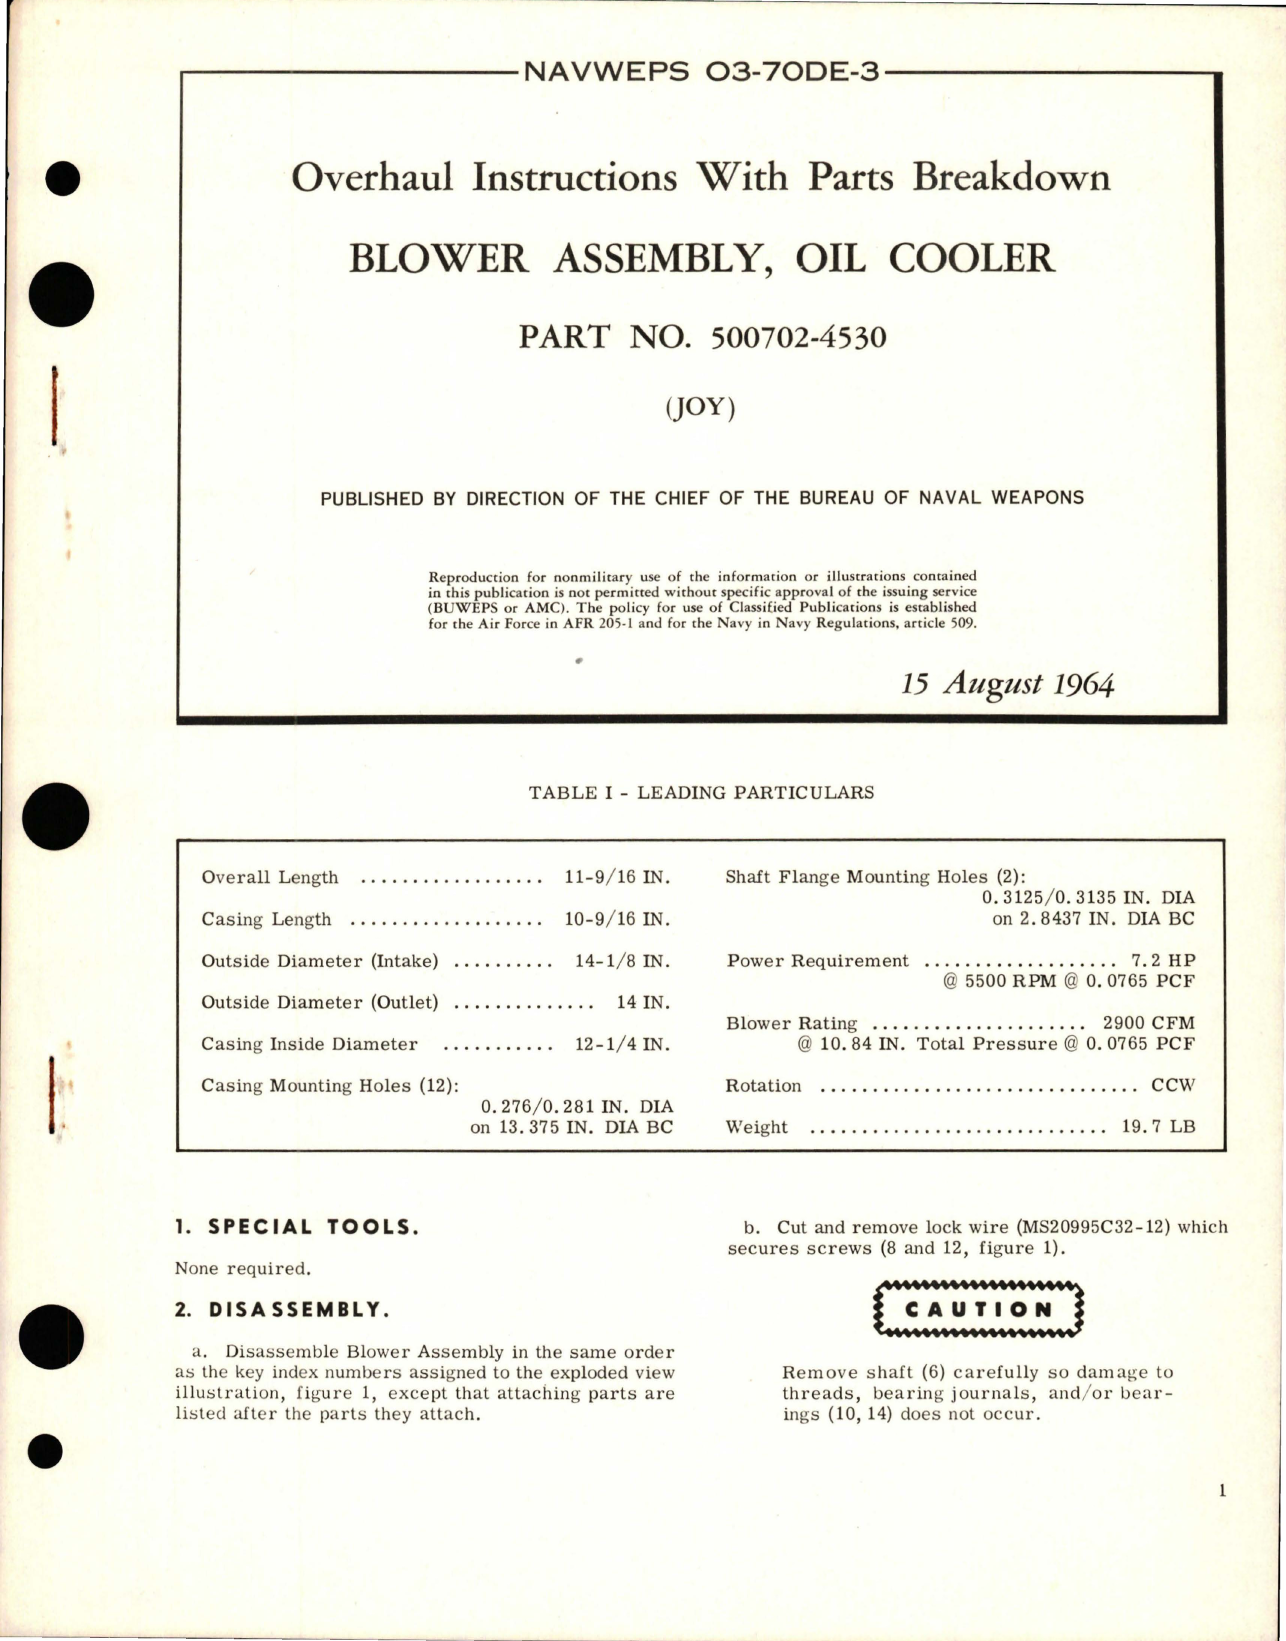 NAVWEPS 03-70DE-3
Overhaul Instructions With Parts Breakdown
BLOWER ASSEMBLY, OIL COOLER
PART NO. 500702-4530
(JOY)
PUBLISHED BY DIRECTION OF THE CHIEF OF THE BUREAU OF NAVAL WEAPONS
Reproduction for nonmilitary use of the information or illustrations contained
in this publication is not permitted without specific approval of the issuing service
(BUWEPS or AMC). The policy for use of Classified Publications is established
for the Air Force in AFR 205-1 and for the Navy in Navy Regulations, article 509.
15 August 1964
TABLE I - LEADING PARTICULARS
Overall Length .................. 11-9/16 IN.
Casing Length ................... 10-9/16 IN.
Outside Diameter (Intake) .......... 14-1/8 IN.
Outside Diameter (Outlet) .............. 14 IN.
Casing Inside Diameter ........... 12-1/4 IN.
Casing Mounting Holes (12):
0.276/0.281 IN. DIA
on 13.375 IN. DIA BC
Shaft Flange Mounting Holes (2):
0.3125/0.3135 IN. DIA
on 2.8437 IN. DIA BC
Power Requirement ................... 7.2 HP
@ 5500 RPM @ 0.0765 PCF
Blower Rating ..................... 2900 CFM
@ 10.84 IN. Total Pressure @ 0.0765 PCF
Rotation ............................... CCW
Weight ............................. 19.7 LB
1. SPECIAL TOOLS.
None required.
2. DISASSEMBLY.
a. Disassemble Blower Assembly in the same order
as the key index numbers assigned to the exploded view
illustration, figure 1, except that attaching parts are
listed after the parts they attach.
b. Cut and remove lock wire (MS20995C32-12) which
secures screws (8 and 12, figure 1).
CAUTION
Remove shaft (6) carefully so damage to
threads, bearing journals, and/or bear-
ings (10, 14) does not occur.
1